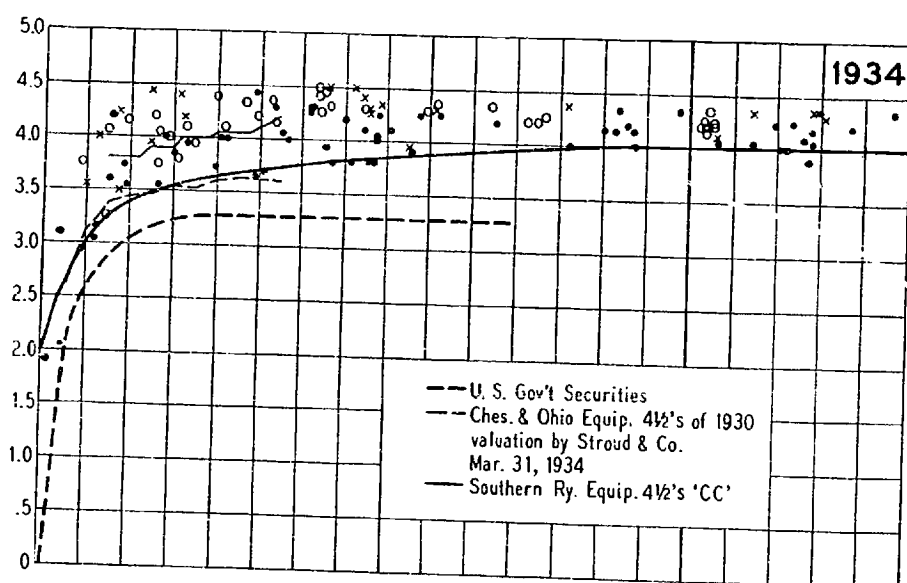 5.0
4.5
4.0
3.5
3.0
2.5
2.0
1.5
1.0
.5
0
1934
U. S. Gov't Securities
Ches. & Ohio Equip. 4½'s of 1930
valuation by Stroud & Co.
Mar. 31, 1934
Southern Ry. Equip. 4½'s 'CC'